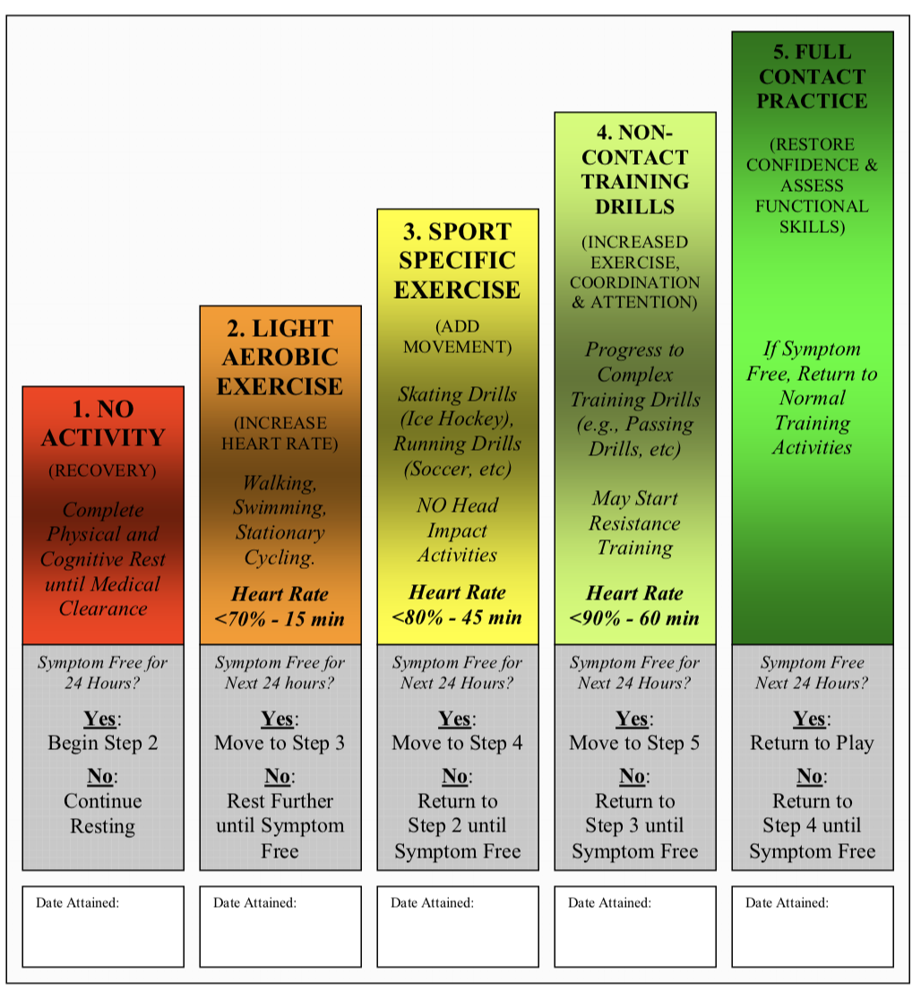 1. NO
ACTIVITY
(RECOVERY)
Complete
Physical and
Cognitive Rest
until Medical
Clearance
Symptom Free for
24 Hours?
Yes:
Begin Step 2
No:
Continue
Resting
Date Attained:
2. LIGHT
AEROBIC
EXERCISE
(INCREASE
HEART RATE)
Walking,
Swimming,
Stationary
Cycling.
Heart Rate
<70% - 15 min
Symptom Free for
Next 24 hours?
Yes:
Move to Step 3
No:
Rest Further
until Symptom
Free
Date Attained:
3. SPORT
SPECIFIC
EXERCISE
(ADD
MOVEMENT)
Skating Drills
(Ice Hockey),
Running Drills
(Soccer, etc)
NO Head
Impact
Activities
Heart Rate
<80% - 45 min
Symptom Free for
Next 24 Hours?
Yes:
Move to Step 4
No:
Return to
Step 2 until
Symptom Free
Date Attained:
4. NON-
CONTACT
TRAINING
DRILLS
(INCREASED
EXERCISE,
COORDINATION
& ATTENTION)
Progress to
Complex
Training Drills
(e.g., Passing
Drills, etc)
May Start
Resistance
Training
Heart Rate
<90% - 60 min
Symptom Free for
Next 24 Hours?
Yes:
Move to Step 5
No:
Return to
Step 3 until
Symptom Free
Date Attained:
5. FULL
CONTACT
PRACTICE
(RESTORE
CONFIDENCE &
ASSESS
FUNCTIONAL
SKILLS)
If Symptom
Free, Return to
Normal
Training
Activities
Symptom Free
Next 24 Hours?
Yes:
Return to Play
No:
Return to
Step 4 until
Symptom Free
Date Attained: